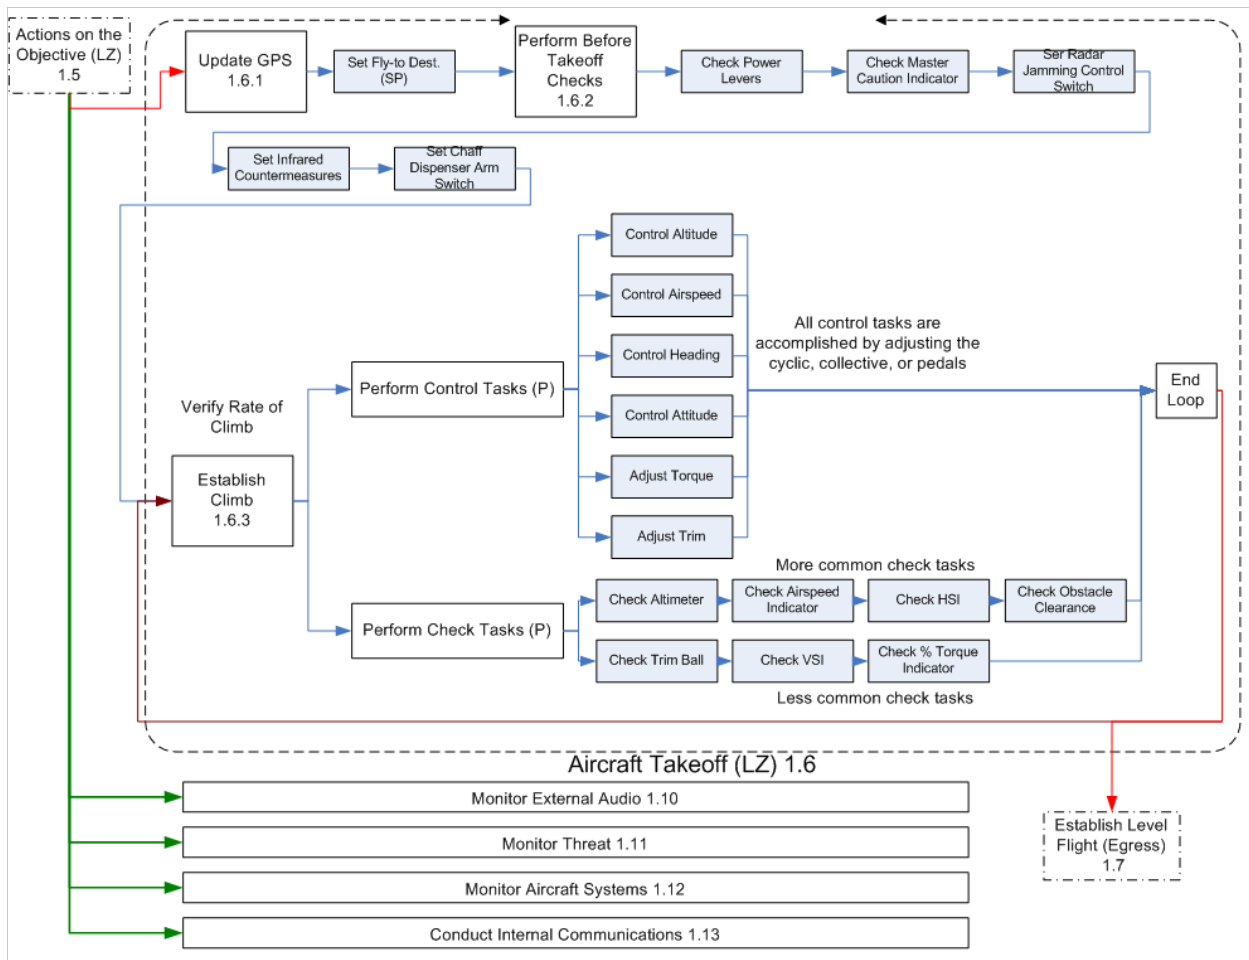 Actions on the
Objective (LZ)
1.5
Update GPS
1.6.1
Set Fly-to Dest.
(SP)
Perform Before
Takeoff
Checks
1.6.2
Check Power
Levers
Check Master
Caution Indicator
Ser Radar
Jamming Control
Switch
Set Infrared
Countermeasures
Set Chaff
Dispenser Arm
Switch
Control Altitude
Control Airspeed
Control Heading
Control Attitude
Adjust Torque
Adjust Trim
All control tasks are
accomplished by adjusting the
cyclic, collective, or pedals
Perform Control Tasks (P)
End
Loop
Verify Rate of
Climb
Establish
Climb
1.6.3
More common check tasks
Perform Check Tasks (P)
Check Altimeter
Check Airspeed
Indicator
Check HSI
Check Obstacle
Clearance
Check Trim Ball
Check VSI
Check % Torque
Indicator
Less common check tasks
Aircraft Takeoff (LZ) 1.6
Monitor External Audio 1.10
Monitor Threat 1.11
Monitor Aircraft Systems 1.12
Conduct Internal Communications 1.13
Establish Level
Flight (Egress)
1.7